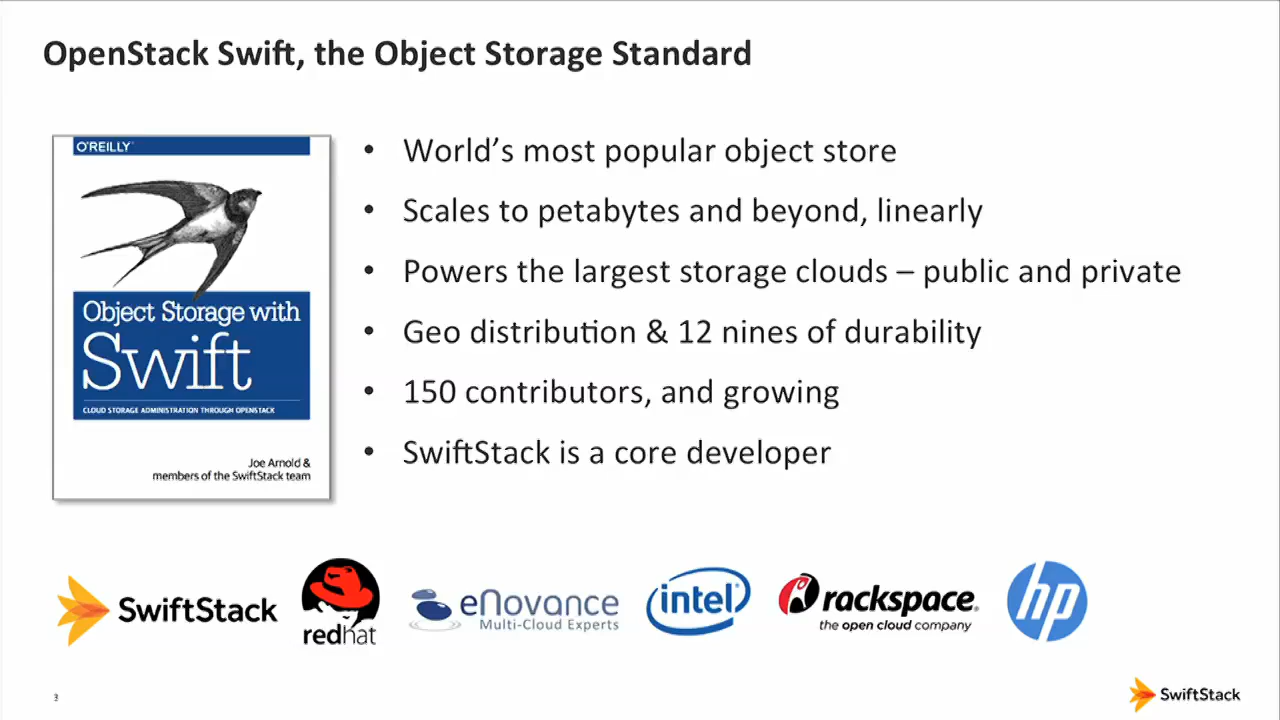 OpenStack Swift, the Object Storage Standard
O'REILLY
Object Storage with
Swift
CLOUD STORAGE ADMINISTRATION THROUGH OPENSTACK
Joe Arnold &
members of the SwiftStack team
• World's most popular object store
• Scales to petabytes and beyond, linearly
• Powers the largest storage clouds – public and private
• Geo distribution & 12 nines of durability
• 150 contributors, and growing
• SwiftStack is a core developer
SwiftStack
redhat
eNovance
Multi-Cloud Experts
intel
rackspace.
the open cloud company
hp
3
SwiftStack